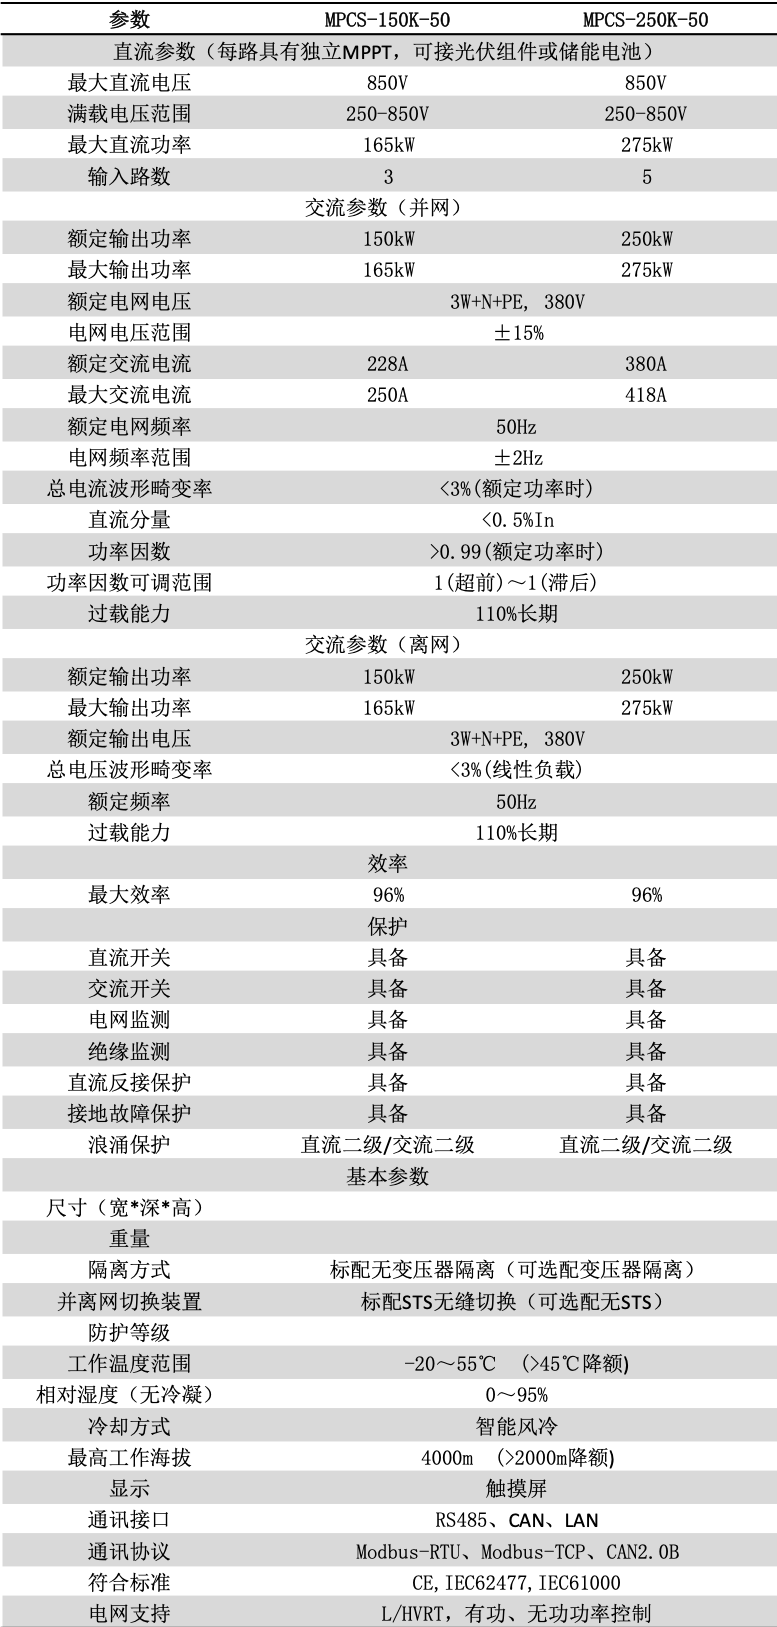 参数 MPCS-150K-50 MPCS-250K-50
直流参数（每路具有独立MPPT，可接光伏组件或储能电池）
最大直流电压 850V 850V
满载电压范围 250-850V 250-850V
最大直流功率 165kW 275kW
输入路数 3 5
交流参数（并网）
额定输出功率 150kW 250kW
最大输出功率 165kW 275kW
额定电网电压 3W+N+PE, 380V
电网电压范围 ±15%
额定交流电流 228A 380A
最大交流电流 250A 418A
额定电网频率 50Hz
电网频率范围 ±2Hz
总电流波形畸变率 <3%(额定功率时)
直流分量 <0.5%In
功率因数 >0.99(额定功率时)
功率因数可调范围 1(超前)～1(滞后)
过载能力 110%长期
交流参数（离网）
额定输出功率 150kW 250kW
最大输出功率 165kW 275kW
额定输出电压 3W+N+PE, 380V
总电压波形畸变率 <3%(线性负载)
额定频率 50Hz
过载能力 110%长期
效率
最大效率 96% 96%
保护
直流开关 具备 具备
交流开关 具备 具备
电网监测 具备 具备
绝缘监测 具备 具备
直流反接保护 具备 具备
接地故障保护 具备 具备
浪涌保护 直流二级/交流二级 直流二级/交流二级
基本参数
尺寸（宽*深*高）
重量
隔离方式 标配无变压器隔离（可选配变压器隔离）
并离网切换装置 标配STS无缝切换（可选配无STS）
防护等级
工作温度范围 -20～55℃ (>45℃降额)
相对湿度（无冷凝） 0～95%
冷却方式 智能风冷
最高工作海拔 4000m (>2000m降额)
显示 触摸屏
通讯接口 RS485、CAN、LAN
通讯协议 Modbus-RTU、Modbus-TCP、CAN2.0B
符合标准 CE,IEC62477,IEC61000
电网支持 L/HVRT，有功、无功功率控制